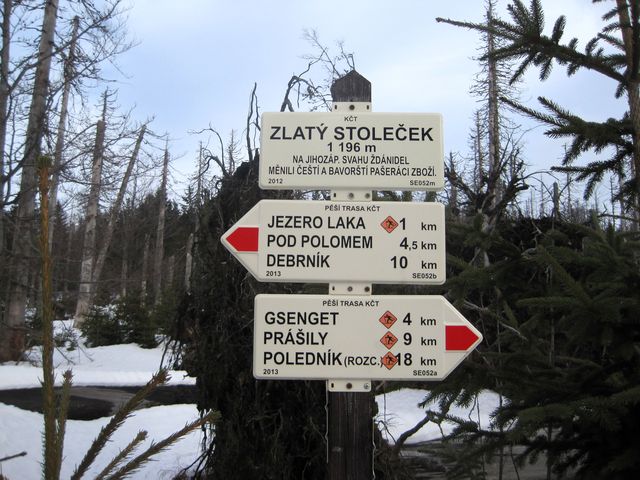 KČT
ZLATÝ STOLEČEK
1 196 m
NA JIHOZÁP. SVAHU ŽDÁNIDEL
MĚNILI ČEŠTÍ A BAVORŠTÍ PAŠERÁCI ZBOŽÍ.
2012 SE052m
PĚŠÍ TRASA KČT
JEZERO LAKA 1 km
POD POLOMEM 4,5 km
DEBRNÍK 10 km
2013 SE052b
PĚŠÍ TRASA KČT
GSENGET 4 km
PRÁŠILY 9 km
POLEDNÍK (ROZC.) 18 km
2013 SE052a